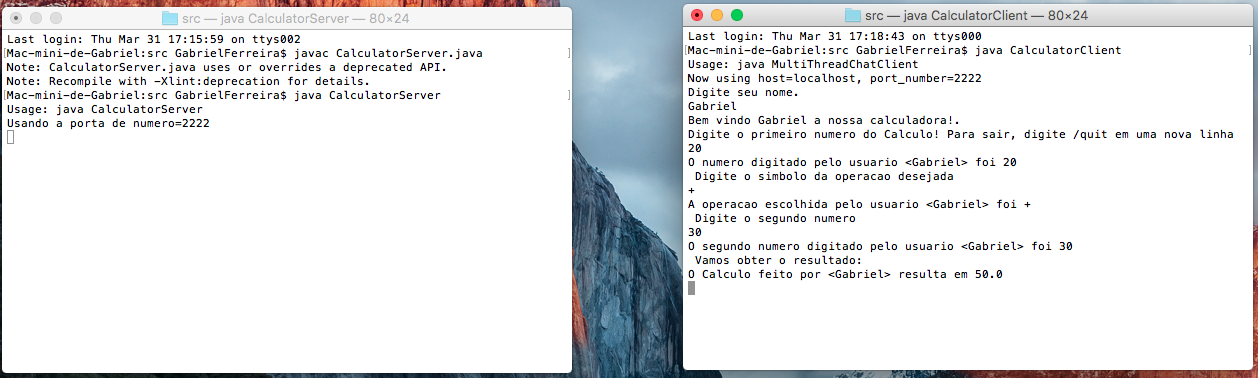 src — java CalculatorServer — 80×24
Last login: Thu Mar 31 17:15:59 on ttys002
[Mac-mini-de-Gabriel:src GabrielFerreira$ javac CalculatorServer.java ]
Note: CalculatorServer.java uses or overrides a deprecated API.
Note: Recompile with -Xlint:deprecation for details.
[Mac-mini-de-Gabriel:src GabrielFerreira$ java CalculatorServer ]
Usage: java CalculatorServer
Usando a porta de numero=2222
src — java CalculatorClient — 80×24
Last login: Thu Mar 31 17:18:43 on ttys000
[Mac-mini-de-Gabriel:src GabrielFerreira$ java CalculatorClient ]
Usage: java MultiThreadChatClient
Now using host=localhost, port_number=2222
Digite seu nome.
Gabriel
Bem vindo Gabriel a nossa calculadora!.
Digite o primeiro numero do Calculo! Para sair, digite /quit em uma nova linha
20
O numero digitado pelo usuario <Gabriel> foi 20
Digite o simbolo da operacao desejada
+
A operacao escolhida pelo usuario <Gabriel> foi +
Digite o segundo numero
30
O segundo numero digitado pelo usuario <Gabriel> foi 30
Vamos obter o resultado:
O Calculo feito por <Gabriel> resulta em 50.0